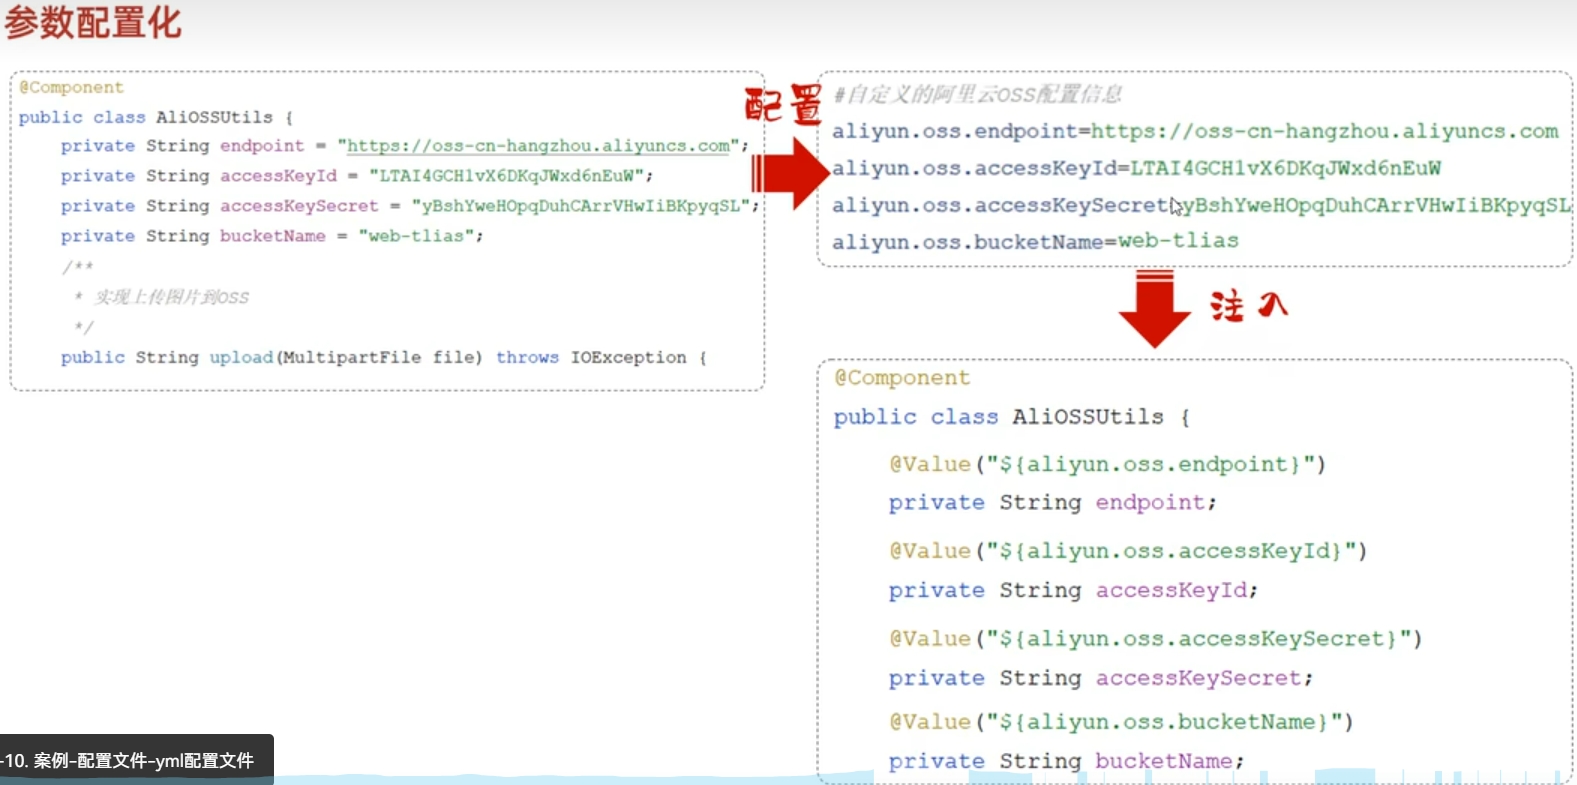 参数配置化
@Component
public class AliOSSUtils {
private String endpoint = "https://oss-cn-hangzhou.aliyuncs.com";
private String accessKeyId = "LTAI4GCH1vX6DKqJWxd6nEuW";
private String accessKeySecret = "yBshYweHOpqDuhCArrVHwIiBKpyqSL";
private String bucketName = "web-tlias";
/**
* 实现上传图片到OSS
*/
public String upload(MultipartFile file) throws IOException {
配置
#自定义的阿里云OSS配置信息
aliyun.oss.endpoint=https://oss-cn-hangzhou.aliyuncs.com
aliyun.oss.accessKeyId=LTAI4GCH1vX6DKqJWxd6nEuW
aliyun.oss.accessKeySecret=yBshYweHOpqDuhCArrVHwIiBKpyqSL
aliyun.oss.bucketName=web-tlias
注入
@Component
public class AliOSSUtils {
@Value("${aliyun.oss.endpoint}")
private String endpoint;
@Value("${aliyun.oss.accessKeyId}")
private String accessKeyId;
@Value("${aliyun.oss.accessKeySecret}")
private String accessKeySecret;
@Value("${aliyun.oss.bucketName}")
private String bucketName;
-10. 案例-配置文件-yml配置文件